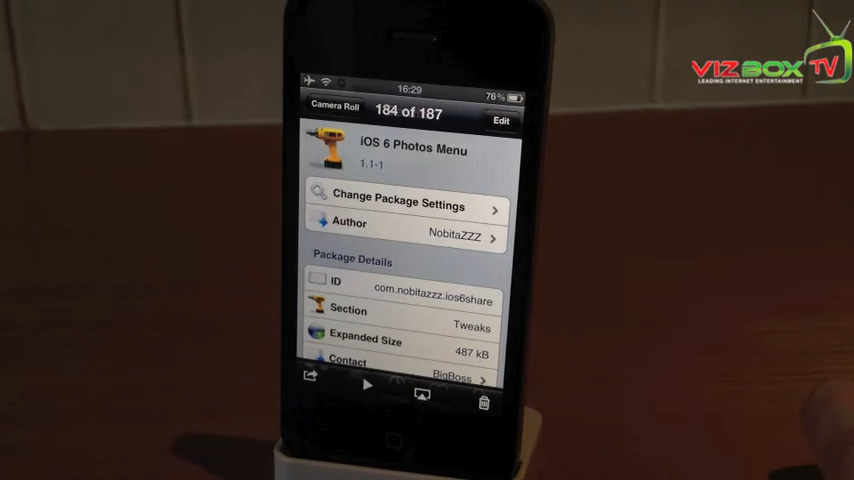 VIZBOX TV
LEADING INTERNET ENTERTAINMENT
16:29
76%
Camera Roll
184 of 187
Edit
iOS 6 Photos Menu
1.1-1
Change Package Settings
Author
NobitaZZZ
Package Details
ID
com.nobitazzz.ios6share
Section
Tweaks
Expanded Size
487 kB
Contact
BigBoss